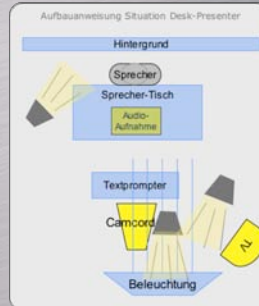 Aufbauanweisung Situation Desk-Presenter
Hintergrund
Sprecher
Sprecher-Tisch
Audio-
Aufnahme
Textprompter
Camcord
TV
Beleuchtung